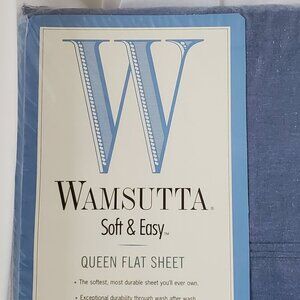 W
WAMSUTTA®
Soft & Easy™
QUEEN FLAT SHEET
• The softest, most durable sheet you'll ever own.
• Exceptional durability through wash after wash